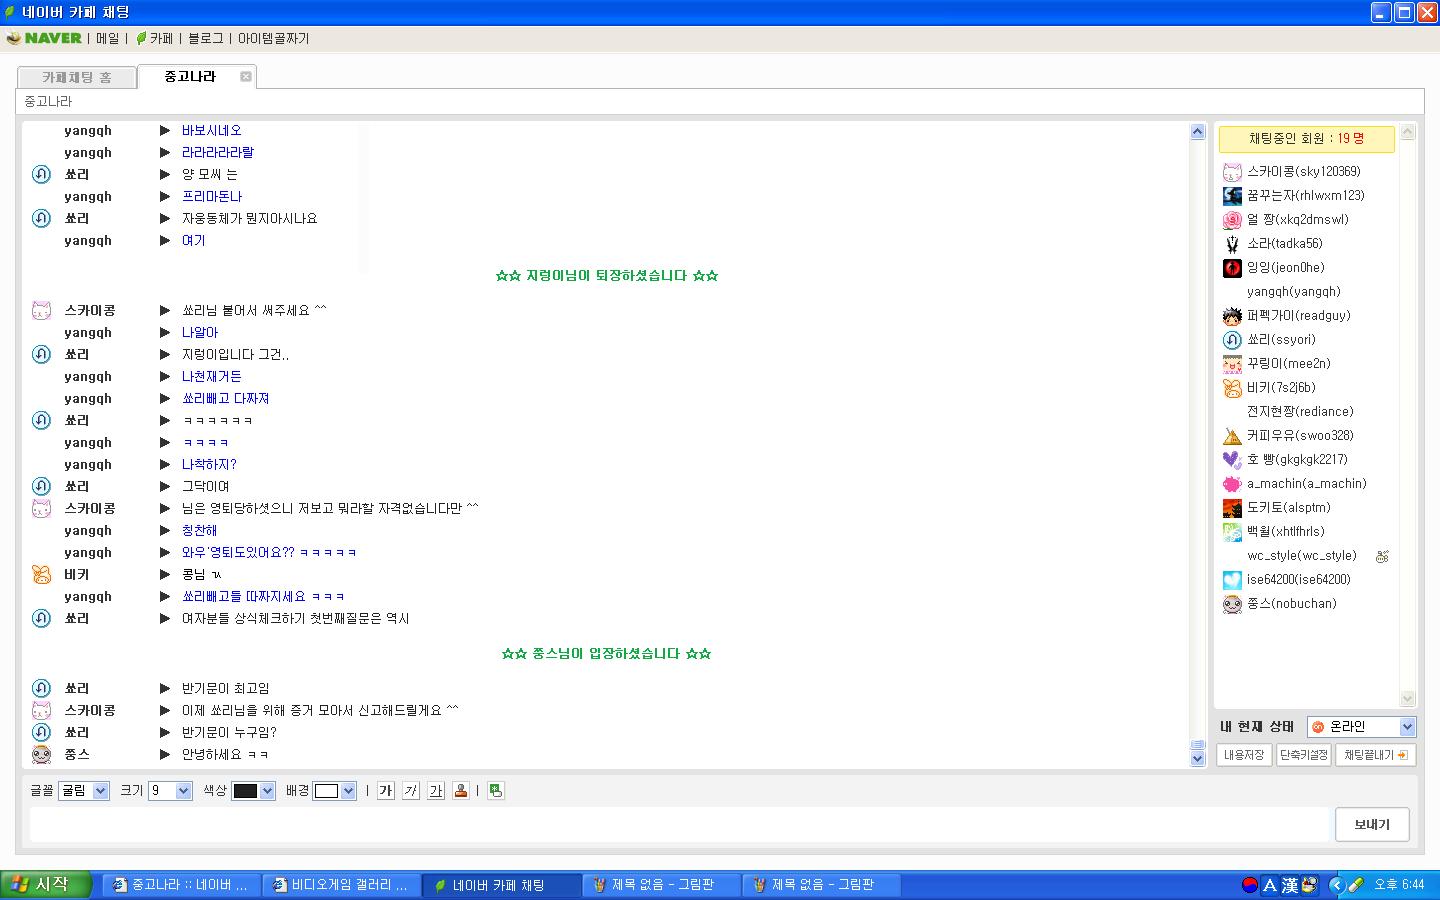 네이버 카페 채팅
NAVER | 메일 | 카페 | 블로그 | 아이템골짜기
카페채팅 홈 중고나라
중고나라
yangqh ▶ 바보시네오
yangqh ▶ 라라라라라랄
쑈리 ▶ 양 모씨 는
yangqh ▶ 프리마돈나
쑈리 ▶ 자웅동체가 뭔지아시나요
yangqh ▶ 여기
☆☆ 지렁이님이 퇴장하셨습니다 ☆☆
스카이콩 ▶ 쑈리님 붙어서 써주세요 ^^
yangqh ▶ 나알아
쑈리 ▶ 지렁이입니다 그건..
yangqh ▶ 나천재거든
yangqh ▶ 쑈리빼고 다짜져
쑈리 ▶ ㅋㅋㅋㅋㅋㅋ
yangqh ▶ ㅋㅋㅋㅋ
yangqh ▶ 나착하지?
쑈리 ▶ 그닥이며
스카이콩 ▶ 님은 영퇴당하셧으니 저보고 뭐라할 자격없습니다만 ^^
yangqh ▶ 칭찬해
yangqh ▶ 와우'영퇴도있어요?? ㅋㅋㅋㅋㅋ
비키 ▶ 콩님
yangqh ▶ 쑈리빼고들 따짜지세요 ㅋㅋㅋ
쑈리 ▶ 여자분들 상식체크하기 첫번째질문은 역시
☆☆ 쭝스님이 입장하셨습니다 ☆☆
쑈리 ▶ 반기문이 최고임
스카이콩 ▶ 이제 쑈리님을 위해 증거 모아서 신고해드릴게요 ^^
쑈리 ▶ 반기문이 누구임?
쭝스 ▶ 안녕하세요 ㅋㅋ
채팅중인 회원 : 19 명
스카이콩(sky120369)
꿈꾸는자(rhlwxm123)
얼 짱(xkq2dmswl)
소라(tadka56)
잉잉(jeon0he)
yangqh(yangqh)
퍼펙가이(readguy)
쑈리(ssyori)
꾸링이(mee2n)
비키(7s2j6b)
전지현짱(rediance)
커피우유(swoo328)
호 빵(gkgkgk2217)
a_machin(a_machin)
도키토(alsptm)
백월(xhtlfhrls)
wc_style(wc_style)
ise64200(ise64200)
쭝스(nobuchan)
내 현재 상태 온라인
내용저장 단축키설정 채팅끝내기
글꼴 굴림 크기 9 색상 배경 | 가 가 가 |
보내기
시작 중고나라 :: 네이버 ... 비디오게임 갤러리 ... 네이버 카페 채팅 제목 없음 - 그림판 제목 없음 - 그림판 A 漢 오후 6:44